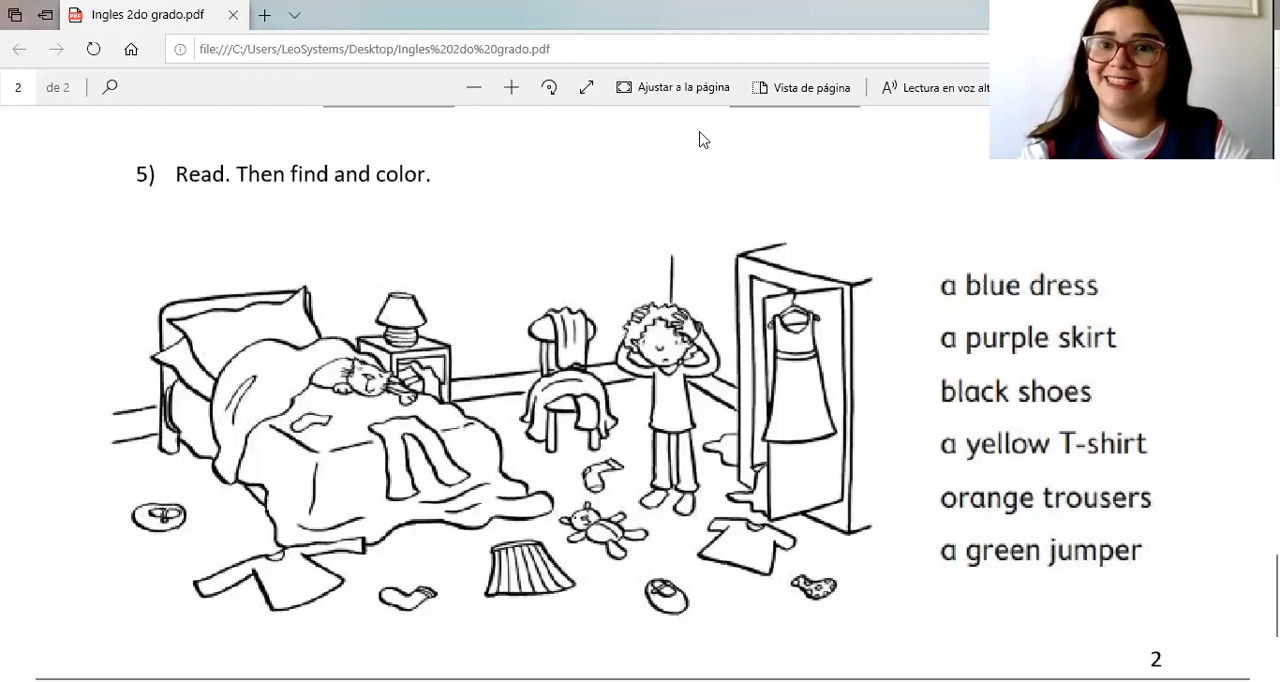 Ingles 2do grado.pdf
file:///C:/Users/LeoSystems/Desktop/Ingles%202do%20grado.pdf
2 de 2 Ajustar a la página Vista de página Lectura en voz alt
5) Read. Then find and color.
a blue dress
a purple skirt
black shoes
a yellow T-shirt
orange trousers
a green jumper
2